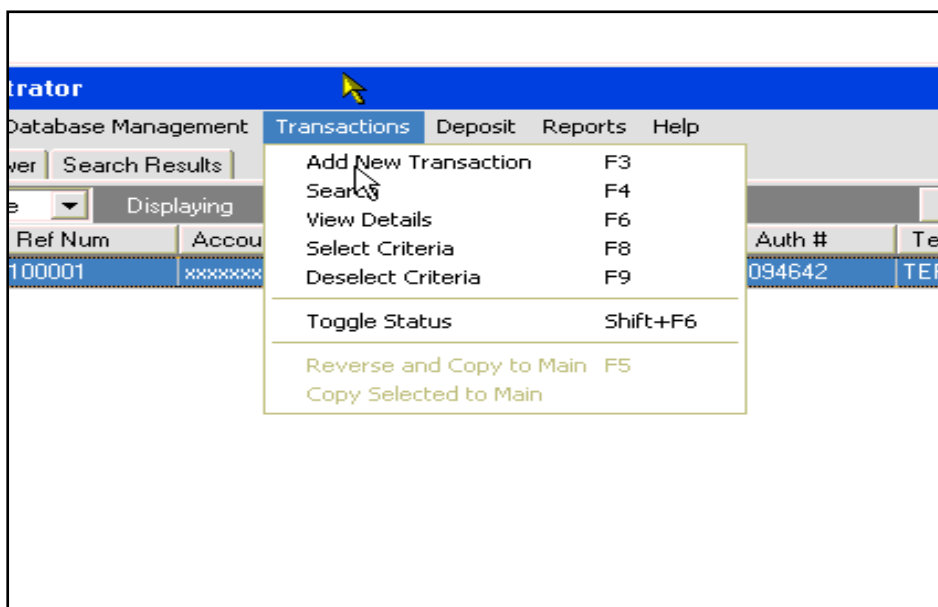 trator
Database Management Transactions Deposit Reports Help
ver Search Results
Add New Transaction F3
e Displaying
Search F4
View Details F6
Ref Num Accou Auth # Te
Select Criteria F8
100001 xxxxxxx 094642 TER
Deselect Criteria F9
Toggle Status Shift+F6
Reverse and Copy to Main F5
Copy Selected to Main